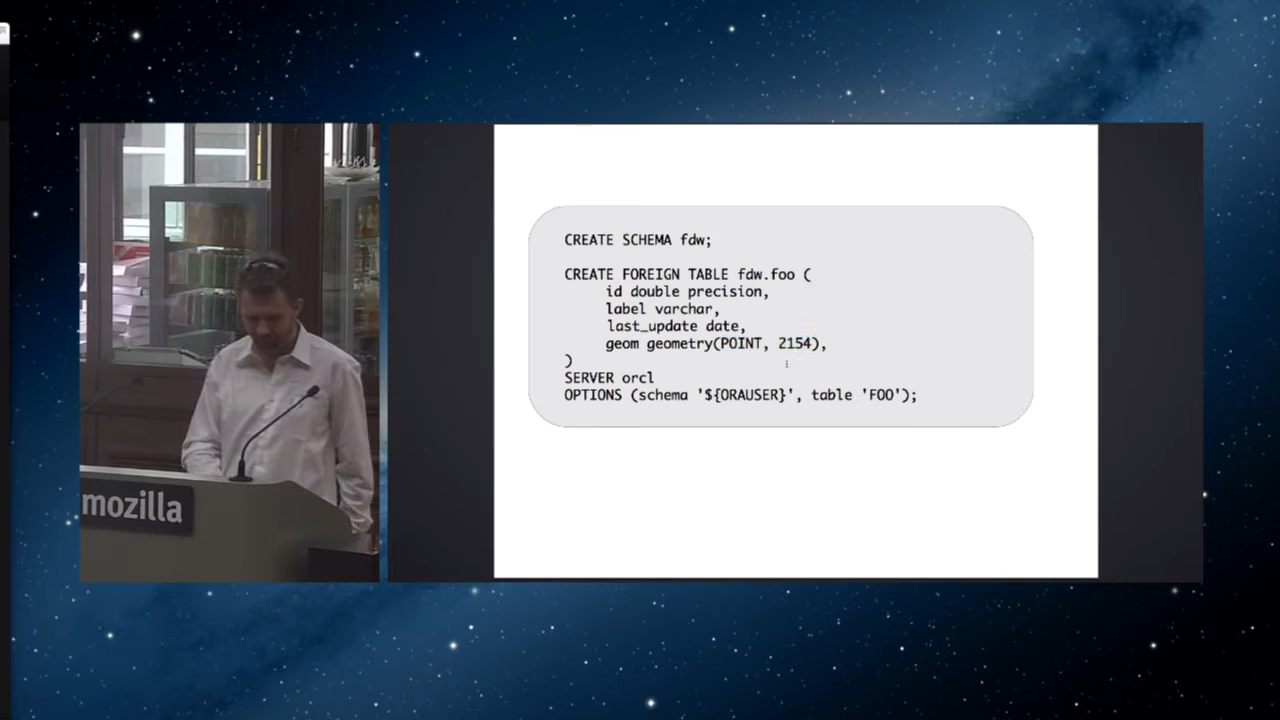 CREATE SCHEMA fdw;
CREATE FOREIGN TABLE fdw.foo (
id double precision,
label varchar,
last_update date,
geom geometry(POINT, 2154),
)
SERVER orcl
OPTIONS (schema '${ORAUSER}', table 'FOO');
mozilla